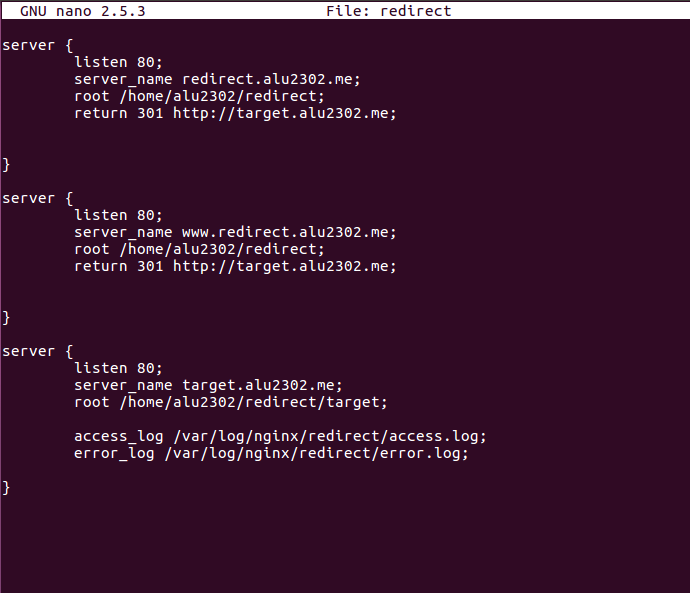 GNU nano 2.5.3 File: redirect
server {
listen 80;
server_name redirect.alu2302.me;
root /home/alu2302/redirect;
return 301 http://target.alu2302.me;
}
server {
listen 80;
server_name www.redirect.alu2302.me;
root /home/alu2302/redirect;
return 301 http://target.alu2302.me;
}
server {
listen 80;
server_name target.alu2302.me;
root /home/alu2302/redirect/target;
access_log /var/log/nginx/redirect/access.log;
error_log /var/log/nginx/redirect/error.log;
}